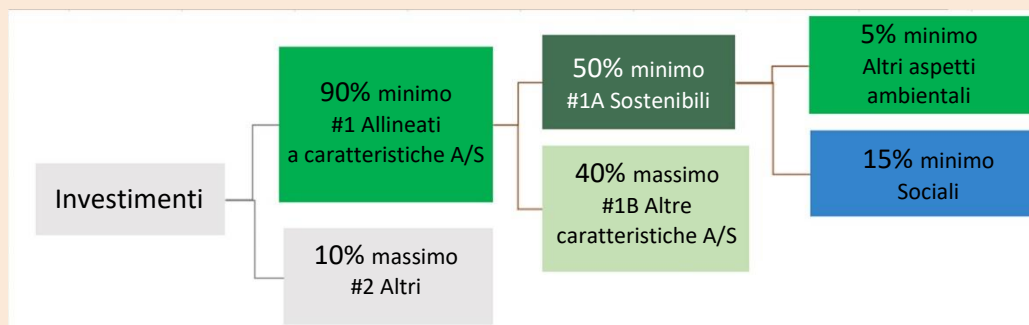 Investimenti
90% minimo
#1 Allineati
a caratteristiche A/S
10% massimo
#2 Altri
50% minimo
#1A Sostenibili
40% massimo
#1B Altre
caratteristiche A/S
5% minimo
Altri aspetti
ambientali
15% minimo
Sociali